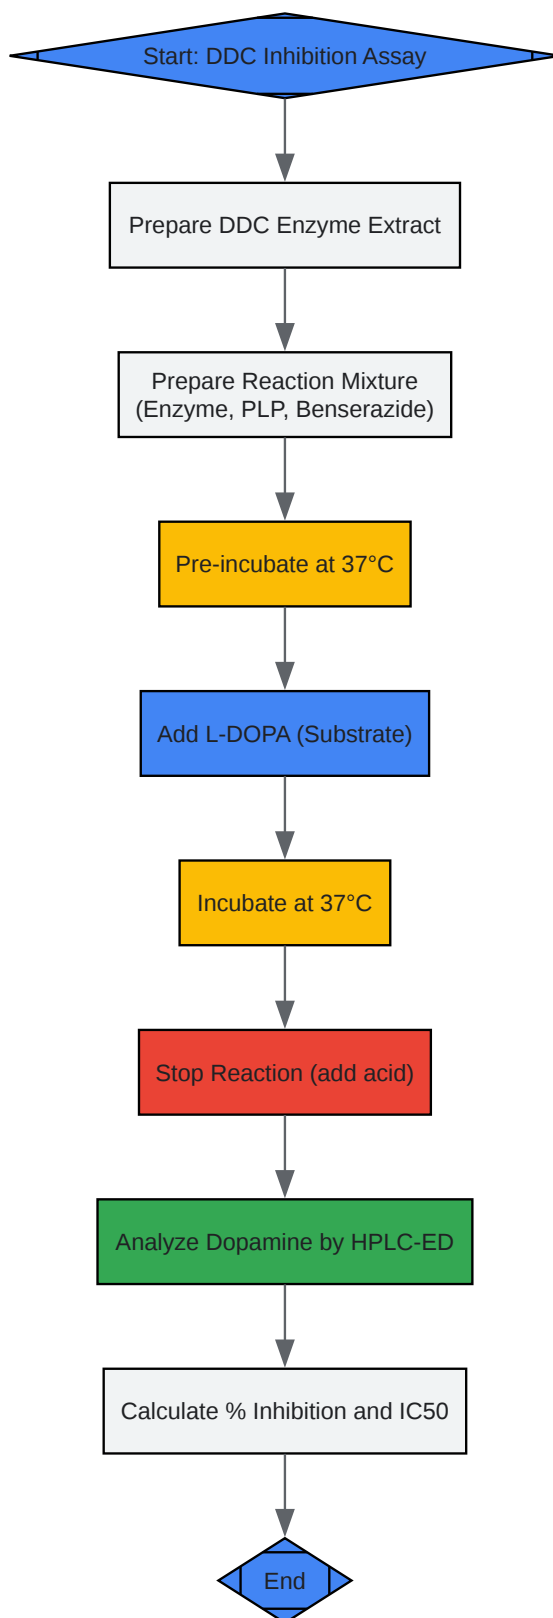 Start: DDC Inhibition Assay
Prepare DDC Enzyme Extract
Prepare Reaction Mixture
(Enzyme, PLP, Benserazide)
Pre-incubate at 37°C
Add L-DOPA (Substrate)
Incubate at 37°C
Stop Reaction (add acid)
Analyze Dopamine by HPLC-ED
Calculate % Inhibition and IC50
End